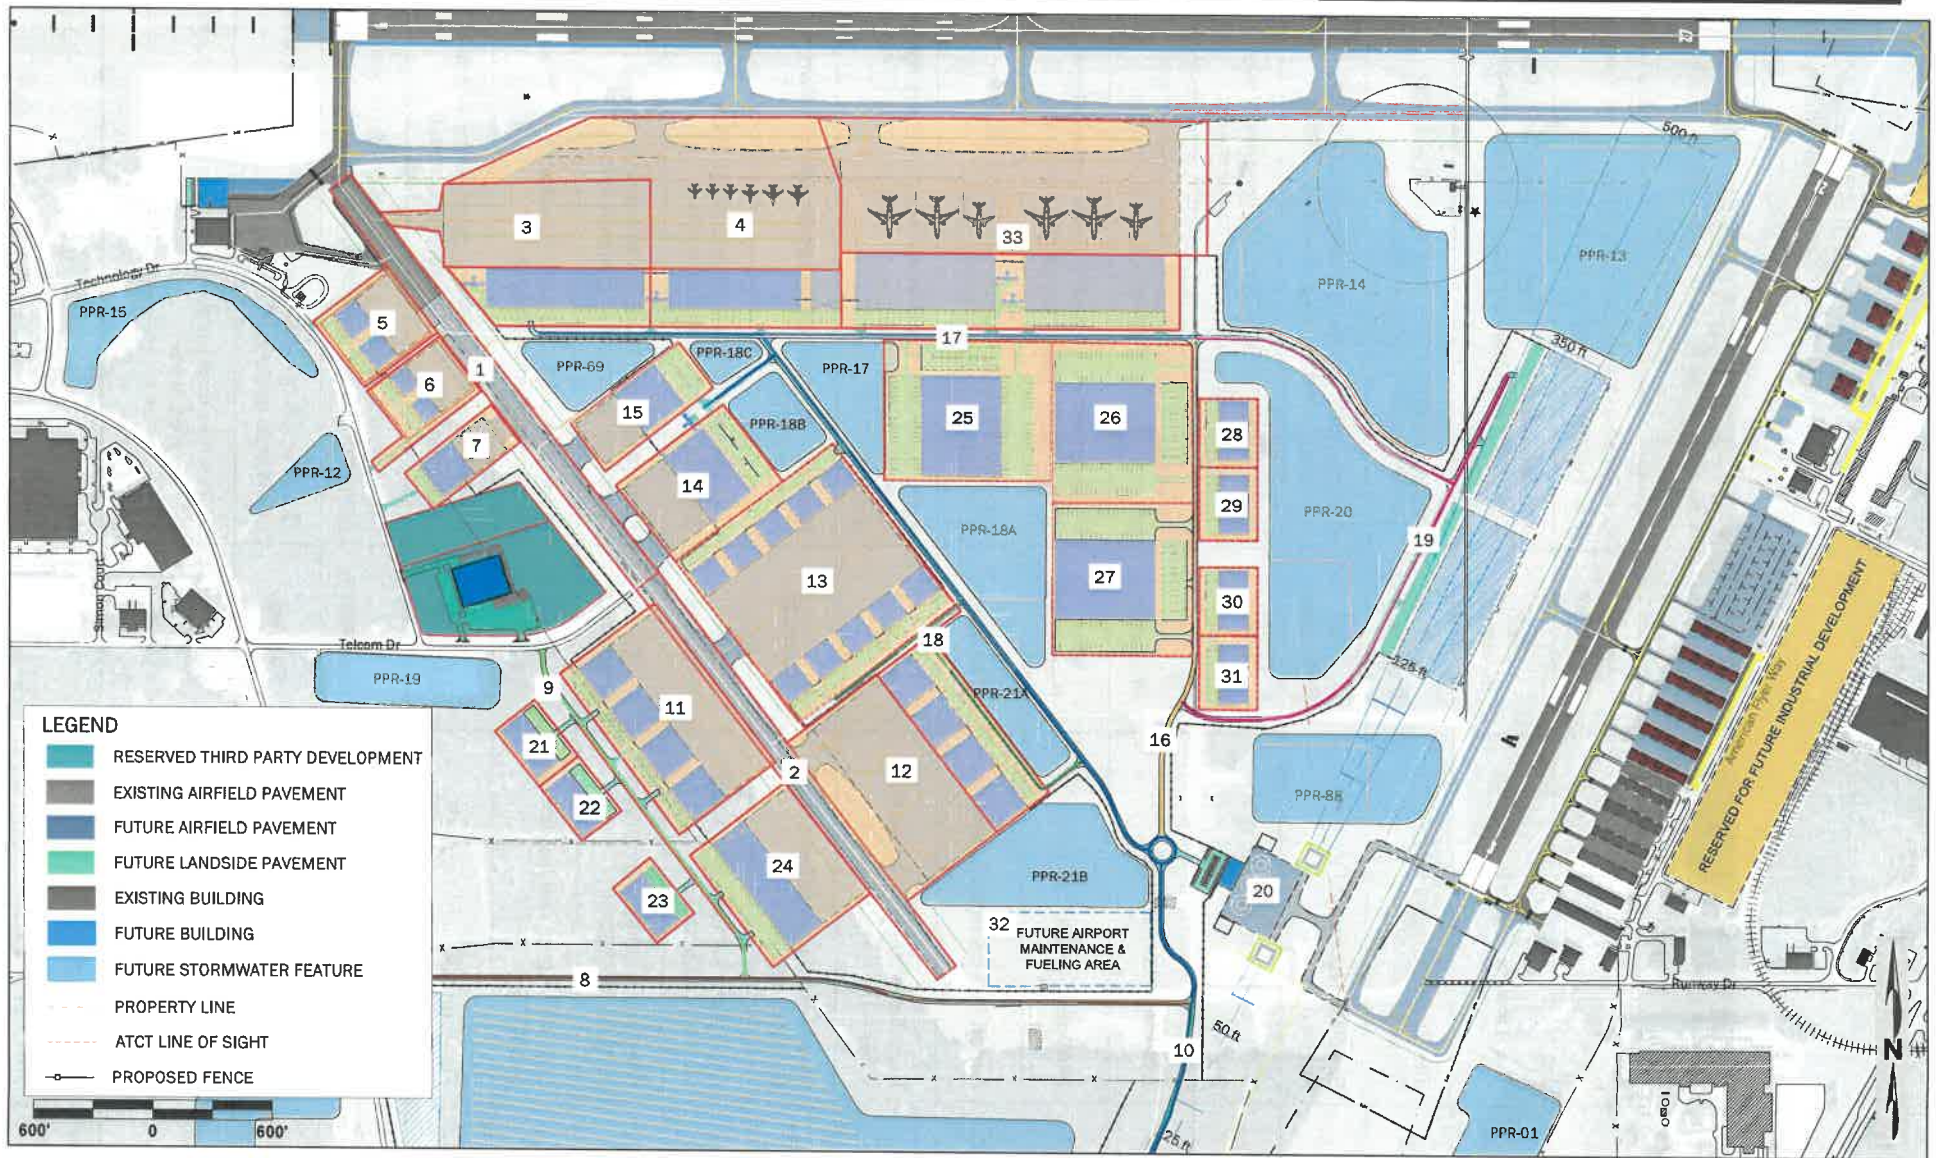 500 ft
3
4
33
PPR-14
PPR-13
Technology Dr
PPR-15
5
6
1
17
350 ft
PPR-69
PPR-18C
PPR-17
15
PPR-18B
25
26
28
7
PPR-12
14
29
PPR-18A
PPR-20
19
13
27
30
18
Telcom Dr
Simon Court
PPR-19
9
11
PPR-21A
31
125 ft
16
American Flyer Way
RESERVED FOR FUTURE INDUSTRIAL DEVELOPMENT
21
2
12
22
PPR-8B
24
PPR-21B
20
23
32
FUTURE AIRPORT
MAINTENANCE &
FUELING AREA
8
Runway Dr
50 ft
10
N
25 ft
PPR-01
LEGEND
RESERVED THIRD PARTY DEVELOPMENT
EXISTING AIRFIELD PAVEMENT
FUTURE AIRFIELD PAVEMENT
FUTURE LANDSIDE PAVEMENT
EXISTING BUILDING
FUTURE BUILDING
FUTURE STORMWATER FEATURE
PROPERTY LINE
ATCT LINE OF SIGHT
PROPOSED FENCE
600' 0 600'